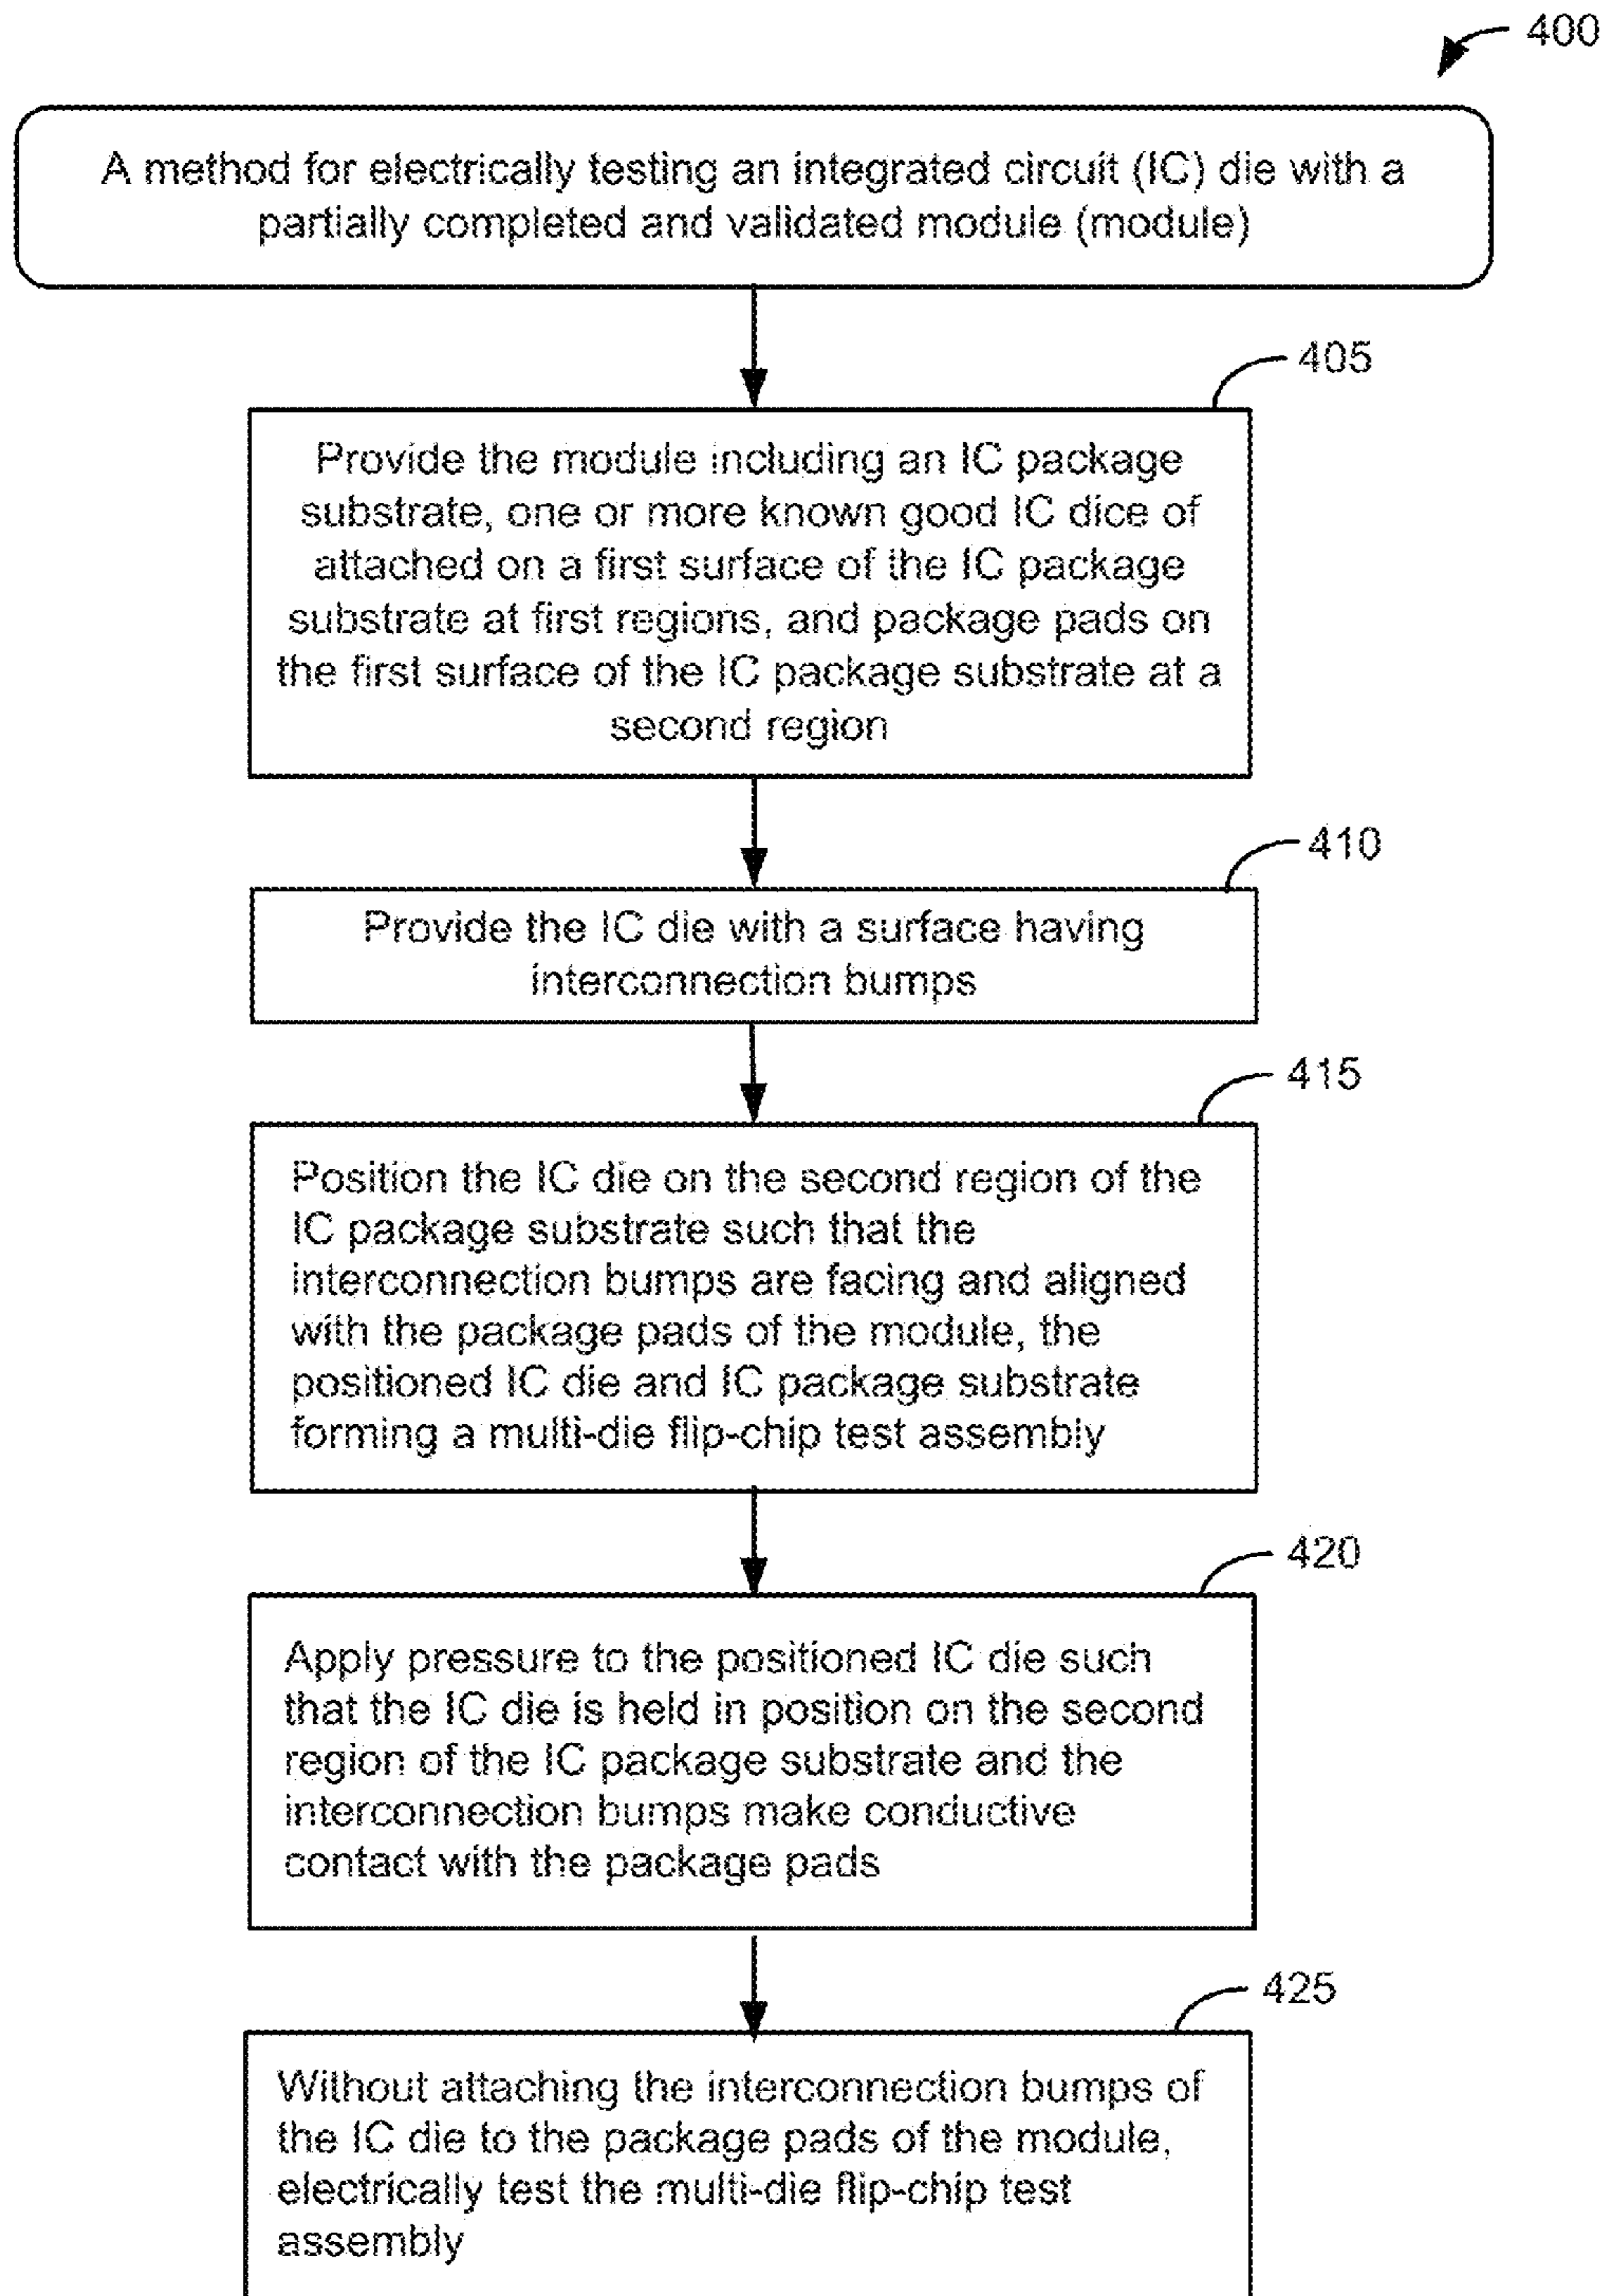 400
A method for electrically testing an integrated circuit (IC) die with a
partially completed and validated module (module)
405
Provide the module including an IC package
substrate, one or more known good IC dice of
attached on a first surface of the IC package
substrate at first regions, and package pads on
the first surface of the IC package substrate at a
second region
410
Provide the IC die with a surface having
interconnection bumps
415
Position the IC die on the second region of the
IC package substrate such that the
interconnection bumps are facing and aligned
with the package pads of the module, the
positioned IC die and IC package substrate
forming a multi-die flip-chip test assembly
420
Apply pressure to the positioned IC die such
that the IC die is held in position on the second
region of the IC package substrate and the
interconnection bumps make conductive
contact with the package pads
425
Without attaching the interconnection bumps of
the IC die to the package pads of the module,
electrically test the multi-die flip-chip test
assembly